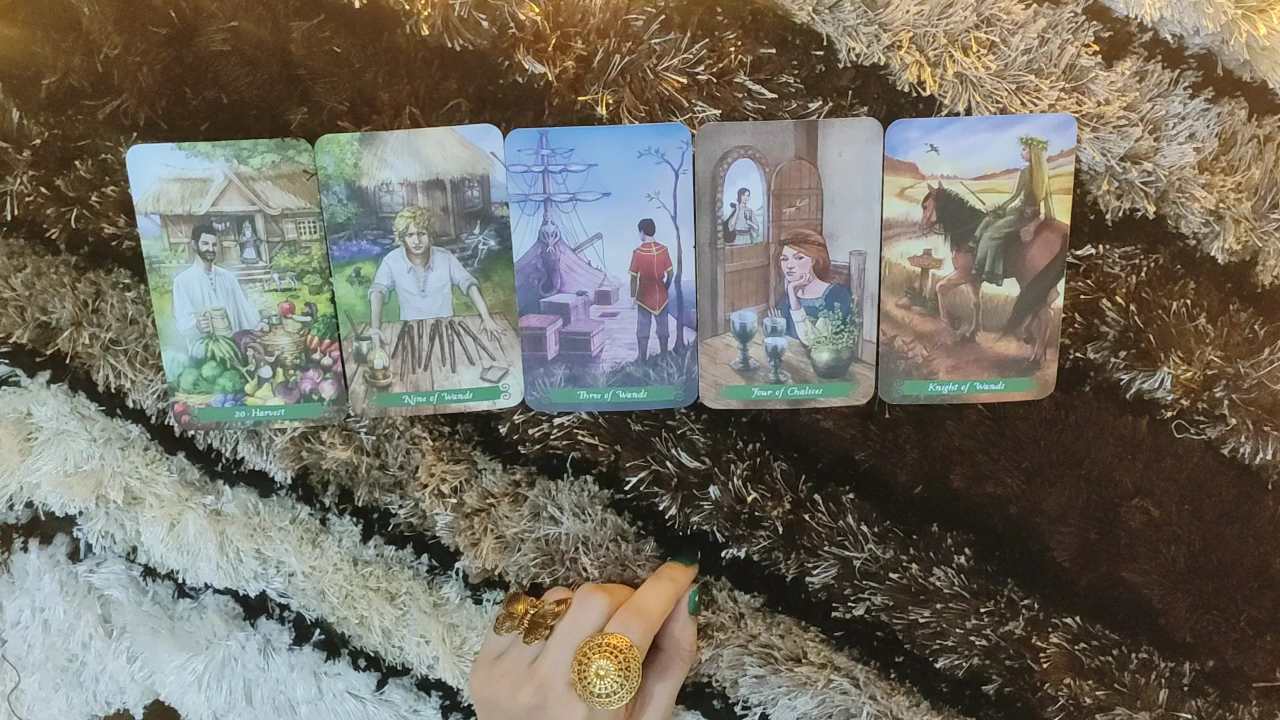 20 · Harvest
Nine of Wands
Three of Wands
Four of Chalices
Knight of Wands